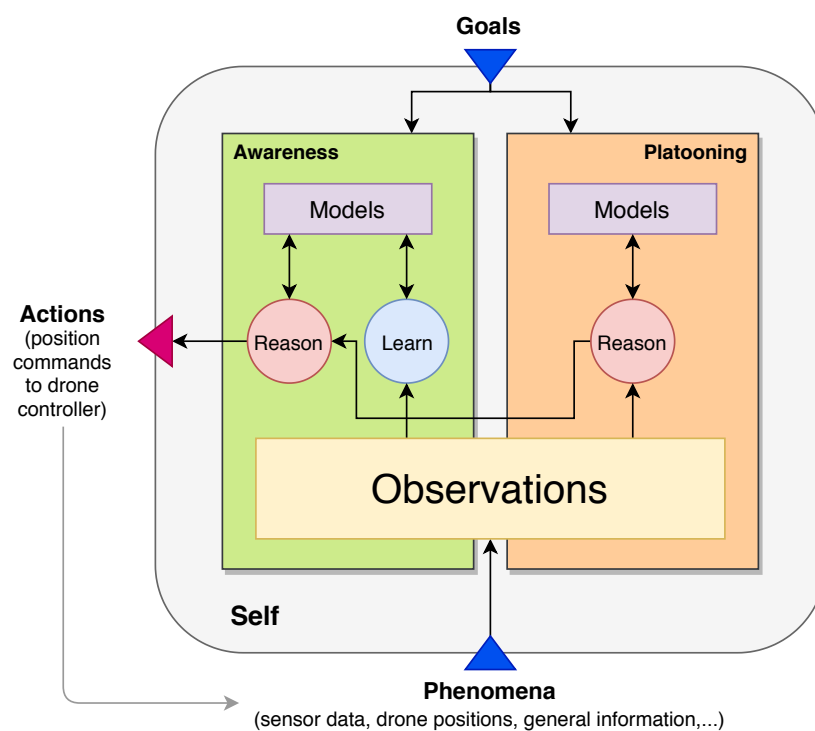 Goals
Awareness
Platooning
Models
Models
Actions
(position
commands
to drone
controller)
Reason
Learn
Reason
Observations
Self
Phenomena
(sensor data, drone positions, general information,...)